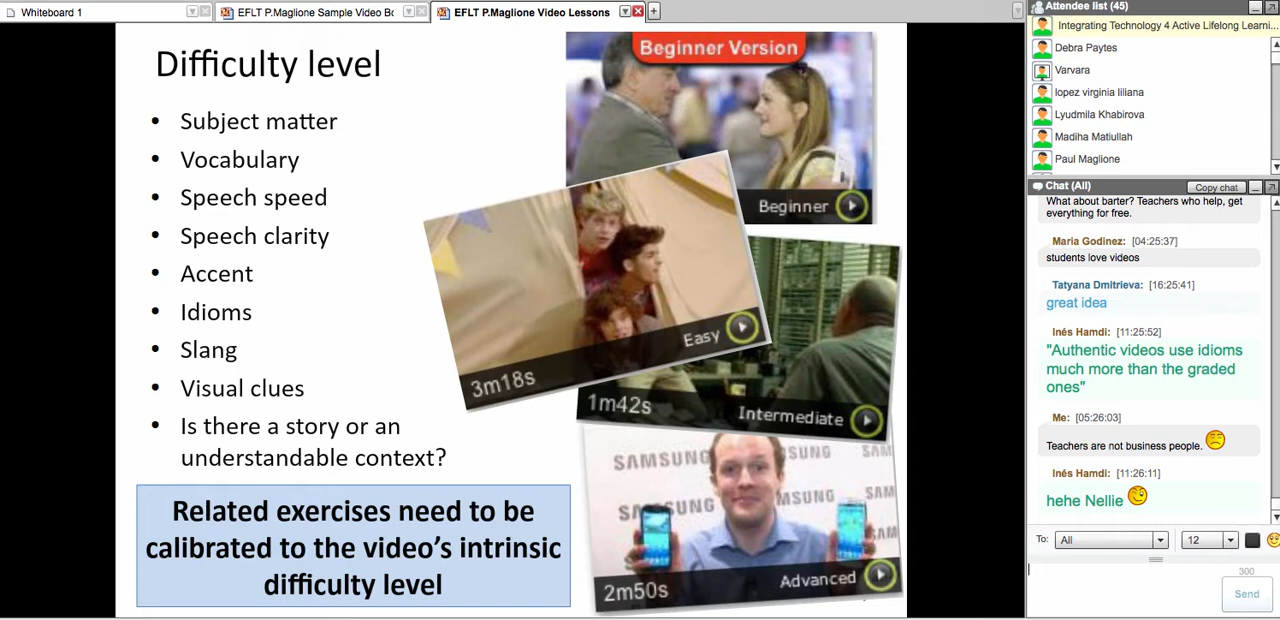 Whiteboard 1
EFLT P.Maglione Sample Video Bo
EFLT P.Maglione Video Lessons
Difficulty level
• Subject matter
• Vocabulary
• Speech speed
• Speech clarity
• Accent
• Idioms
• Slang
• Visual clues
• Is there a story or an
understandable context?
Related exercises need to be
calibrated to the video's intrinsic
difficulty level
Beginner Version
Beginner
Easy
3m18s
1m42s
Intermediate
SAMSUNG
SUNG
SAM
MSUNG
SAM
2m50s
Advanced
Attendee list (45)
Integrating Technology 4 Active Lifelong Learni...
Debra Paytes
Varvara
lopez virginia liliana
Lyudmila Khabirova
Madiha Matiullah
Paul Maglione
Chat (All)
Copy chat
What about barter? Teachers who help, get
everything for free.
Maria Godinez: [04:25:37]
students love videos
Tatyana Dmitrieva: [16:25:41]
great idea
Inés Hamdi: [11:25:52]
"Authentic videos use idioms
much more than the graded
ones"
Me: [05:26:03]
Teachers are not business people.
Inés Hamdi: [11:26:11]
hehe Nellie
To: All 12
300
Send